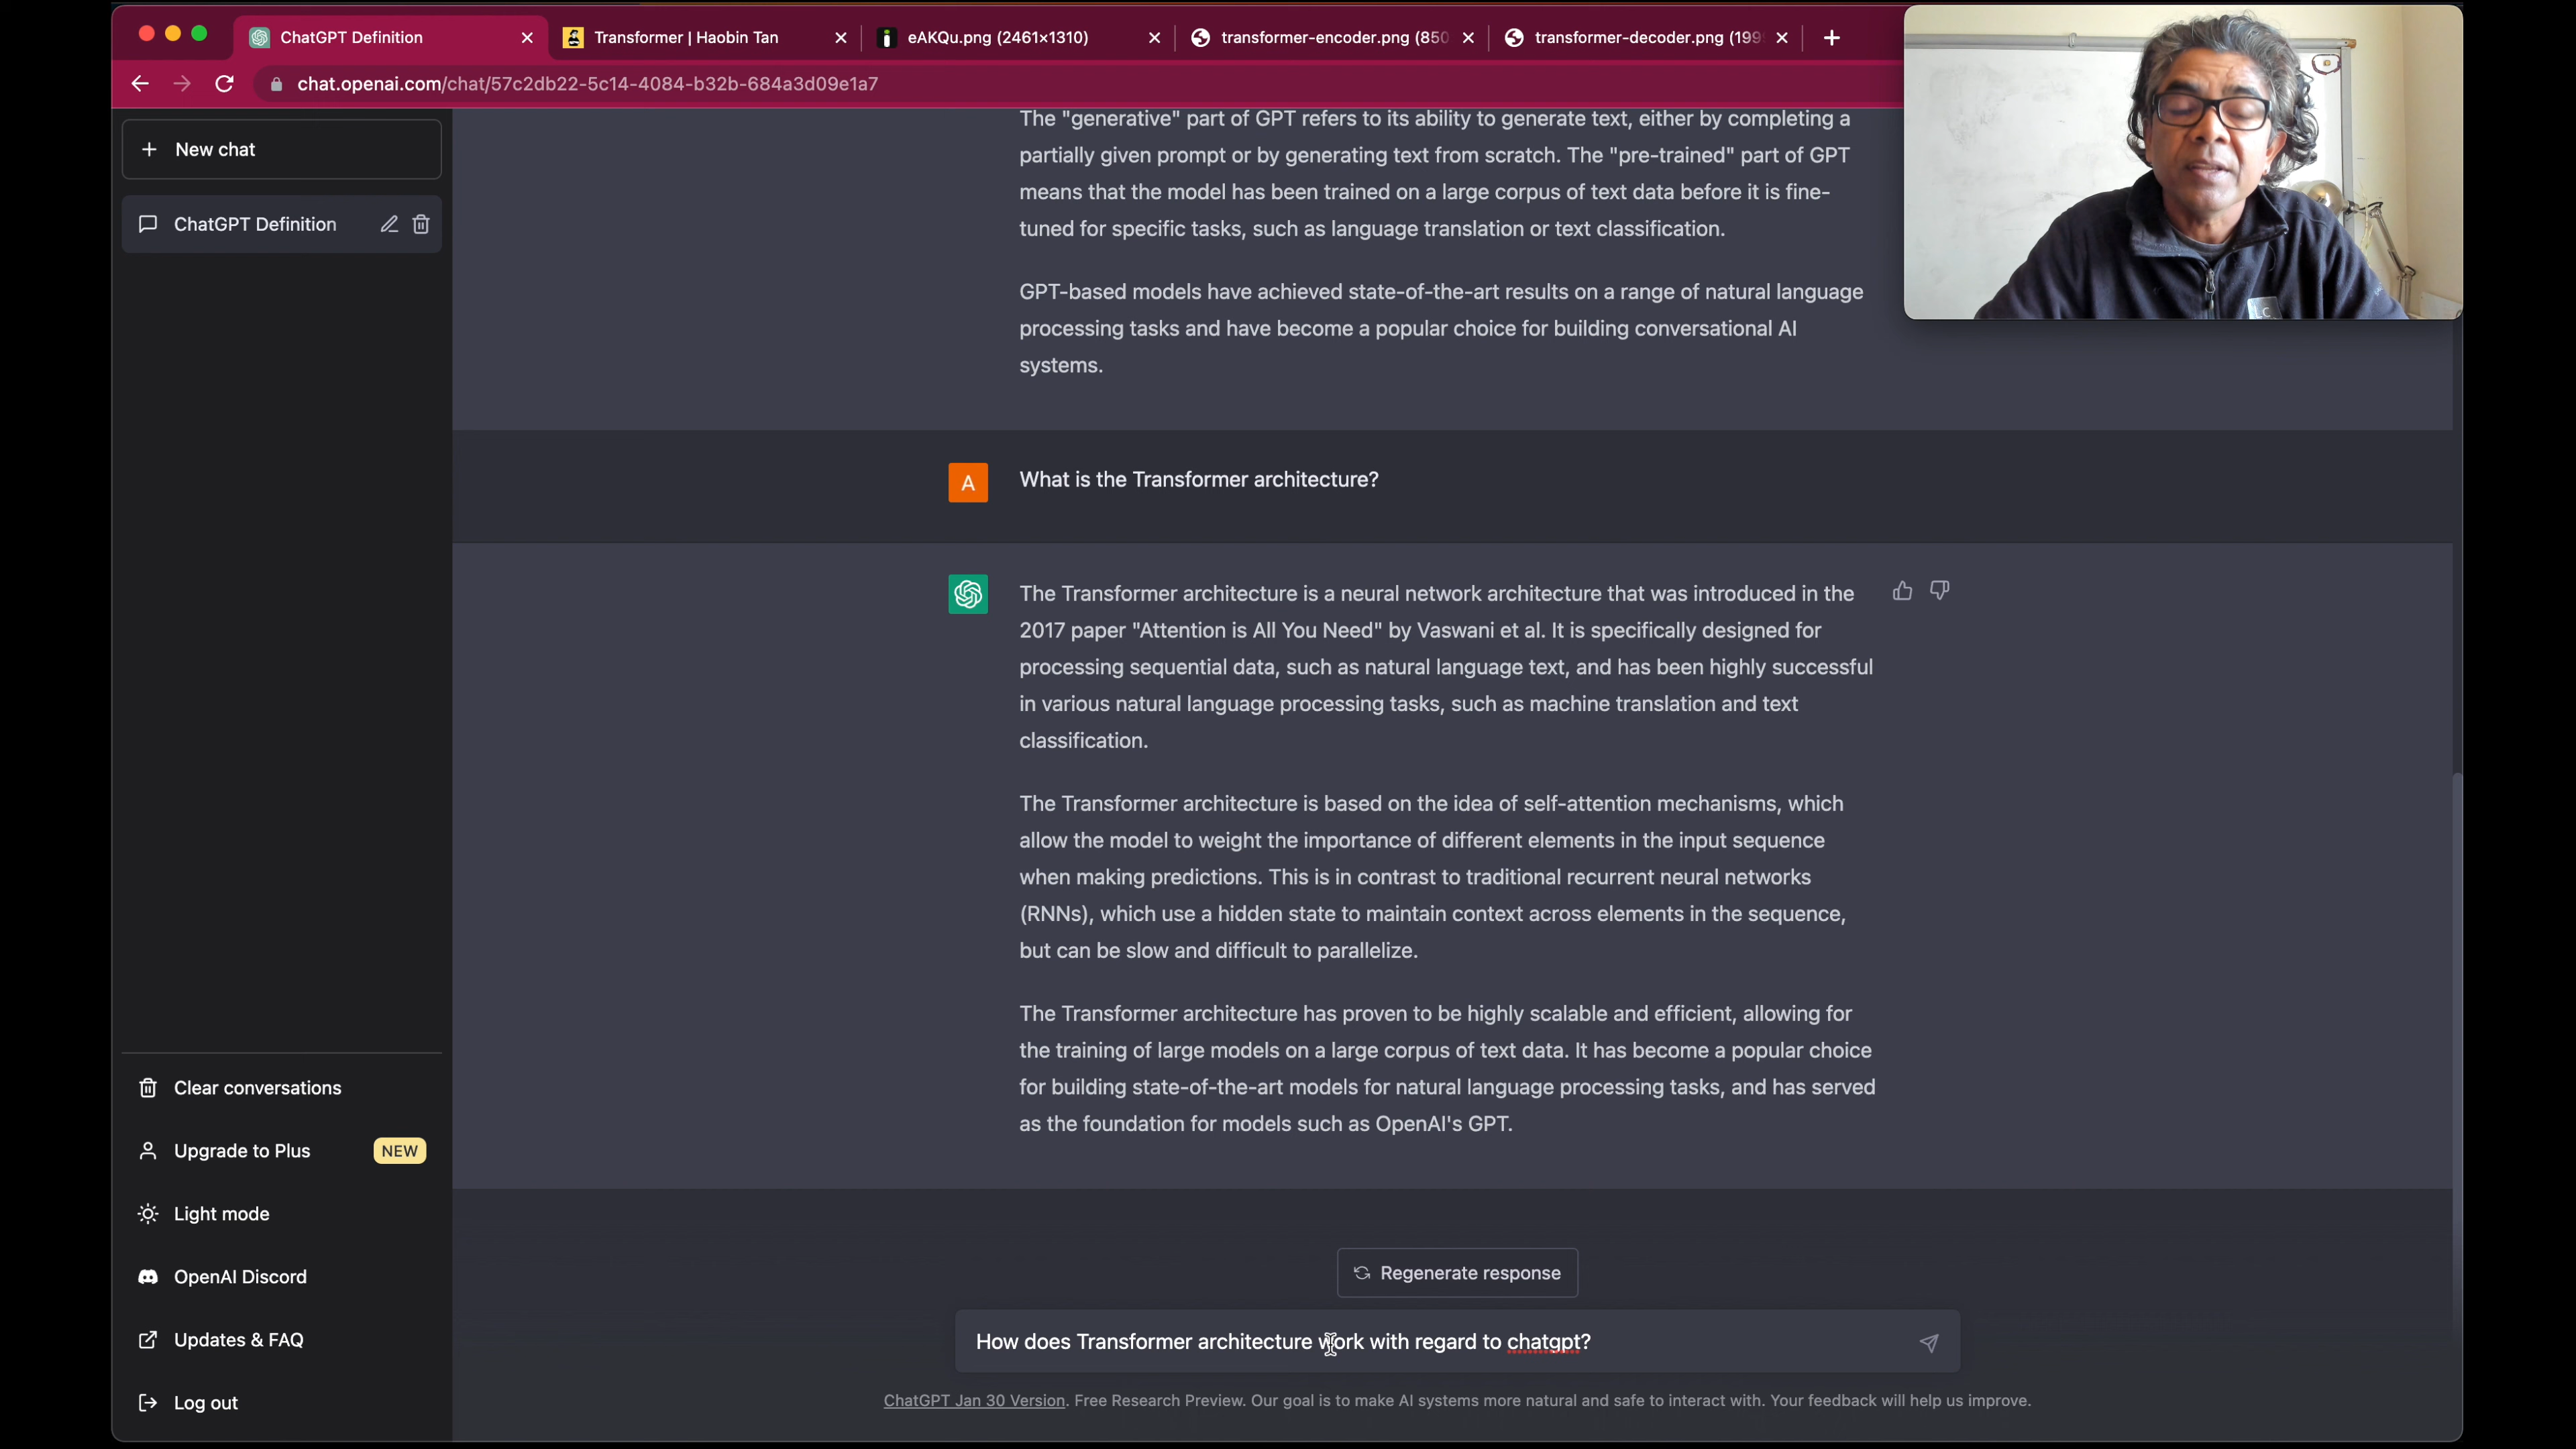 ChatGPT Definition
Transformer | Haobin Tan
eAKQu.png (2461×1310)
transformer-encoder.png (850
transformer-decoder.png (199
chat.openai.com/chat/57c2db22-5c14-4084-b32b-684a3d09e1a7
New chat
ChatGPT Definition
The "generative" part of GPT refers to its ability to generate text, either by completing a
partially given prompt or by generating text from scratch. The "pre-trained" part of GPT
means that the model has been trained on a large corpus of text data before it is fine-
tuned for specific tasks, such as language translation or text classification.
GPT-based models have achieved state-of-the-art results on a range of natural language
processing tasks and have become a popular choice for building conversational AI
systems.
A
What is the Transformer architecture?
The Transformer architecture is a neural network architecture that was introduced in the
2017 paper "Attention is All You Need" by Vaswani et al. It is specifically designed for
processing sequential data, such as natural language text, and has been highly successful
in various natural language processing tasks, such as machine translation and text
classification.
The Transformer architecture is based on the idea of self-attention mechanisms, which
allow the model to weight the importance of different elements in the input sequence
when making predictions. This is in contrast to traditional recurrent neural networks
(RNNs), which use a hidden state to maintain context across elements in the sequence,
but can be slow and difficult to parallelize.
The Transformer architecture has proven to be highly scalable and efficient, allowing for
the training of large models on a large corpus of text data. It has become a popular choice
for building state-of-the-art models for natural language processing tasks, and has served
as the foundation for models such as OpenAI's GPT.
Clear conversations
Upgrade to Plus NEW
Light mode
OpenAI Discord
Updates & FAQ
Log out
Regenerate response
How does Transformer architecture work with regard to chatgpt?
ChatGPT Jan 30 Version. Free Research Preview. Our goal is to make AI systems more natural and safe to interact with. Your feedback will help us improve.